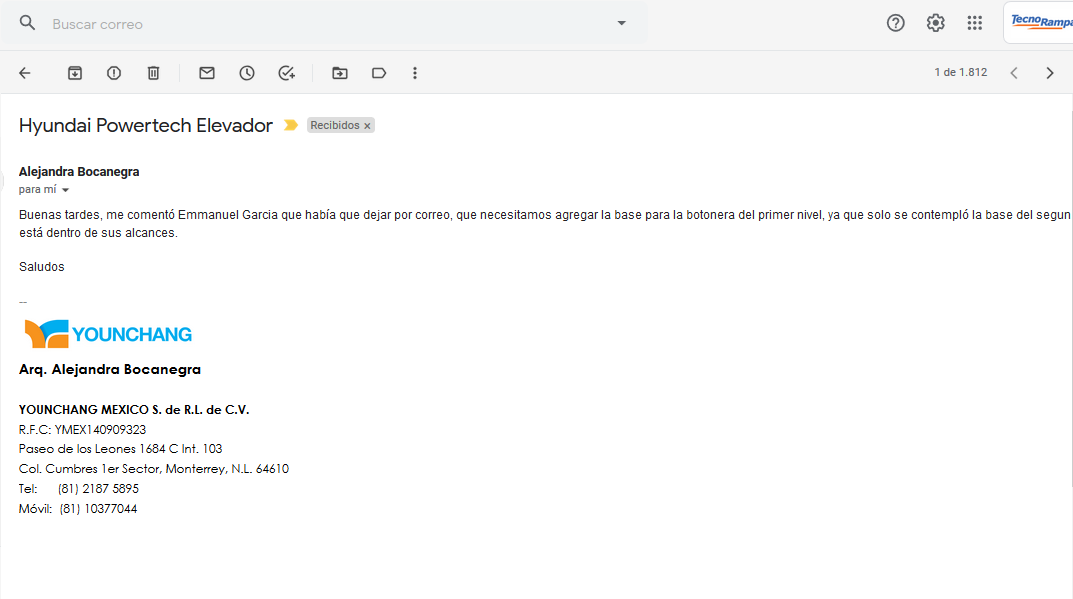 Buscar correo
TecnoRampa
1 de 1.812
Hyundai Powertech Elevador
Recibidos x
Alejandra Bocanegra
para mí
Buenas tardes, me comentó Emmanuel Garcia que había que dejar por correo, que necesitamos agregar la base para la botonera del primer nivel, ya que solo se contempló la base del segun
está dentro de sus alcances.
Saludos
--
YOUNCHANG
Arq. Alejandra Bocanegra
YOUNCHANG MEXICO S. de R.L. de C.V.
R.F.C: YMEX140909323
Paseo de los Leones 1684 C Int. 103
Col. Cumbres 1er Sector, Monterrey, N.L. 64610
Tel: (81) 2187 5895
Móvil: (81) 10377044